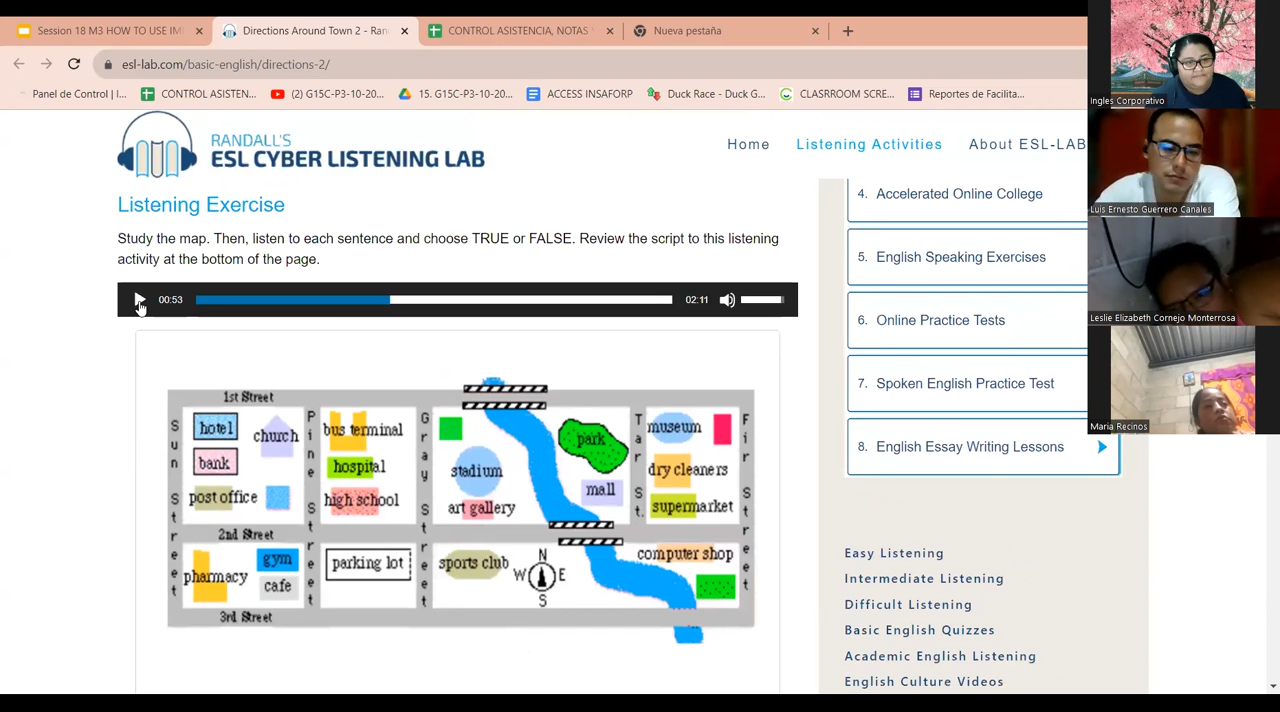 Session 18 M3 HOW TO USE IM
Directions Around Town 2 - Ran
CONTROL ASISTENCIA, NOTAS
Nueva pestaña
esl-lab.com/basic-english/directions-2/
Panel de Control | I...
CONTROL ASISTEN...
(2) G15C-P3-10-20...
15. G1SC-P3-10-20...
ACCESS INSAFORP
Duck Race - Duck G...
CLASRROOM SCRE...
Reportes de Facilita...
Ingles Corporativo
RANDALL'S
ESL CYBER LISTENING LAB
Home
Listening Activities
About ESL-LAB
Listening Exercise
Study the map. Then, listen to each sentence and choose TRUE or FALSE. Review the script to this listening
activity at the bottom of the page.
00:53
02:11
4. Accelerated Online College
5. English Speaking Exercises
6. Online Practice Tests
7. Spoken English Practice Test
8. English Essay Writing Lessons
Luis Ernesto Guerrero Canales
Leslie Elizabeth Cornejo Monterrosa
Maria Recinos
1st Street
Sun Street
hotel
church
bank
post office
Pine Street
bus terminal
hospital
high school
Gray Street
stadium
art gallery
park
mall
Tar St.
museum
dry cleaners
supermarket
Fir Street
2nd Street
pharmacy
gym
cafe
parking lot
sports club
N
W E
S
computer shop
3rd Street
Easy Listening
Intermediate Listening
Difficult Listening
Basic English Quizzes
Academic English Listening
English Culture Videos